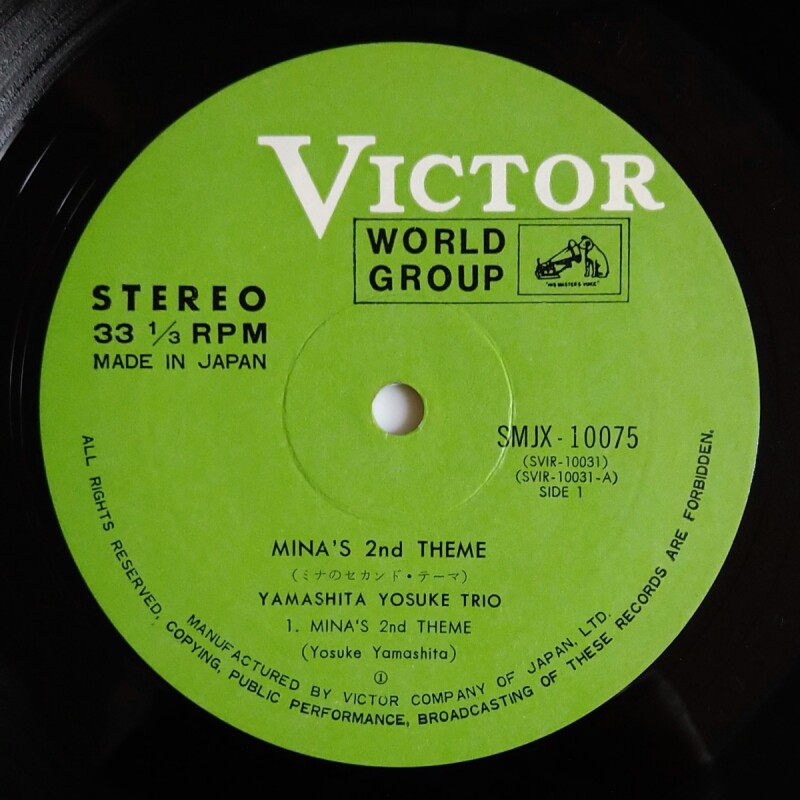 VICTOR
WORLD
GROUP
"HIS MASTER'S VOICE"
STEREO
33 1/3 RPM
MADE IN JAPAN
SMJX-10075
(SVIR-10031)
(SVIR-10031-A)
SIDE 1
MINA'S 2nd THEME
(ミナのセカンド・テーマ)
YAMASHITA YOSUKE TRIO
1. MINA'S 2nd THEME
(Yosuke Yamashita)
①
MANUFACTURED BY VICTOR COMPANY OF JAPAN, LTD.
ALL RIGHTS RESERVED, COPYING, PUBLIC PERFORMANCE, BROADCASTING OF THESE RECORDS ARE FORBIDDEN.